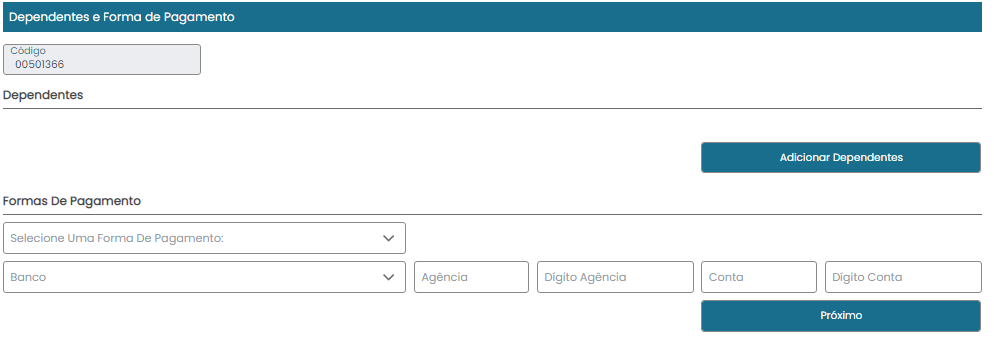 Dependentes e Forma de Pagamento
Código
00501366
Dependentes
Adicionar Dependentes
Formas De Pagamento
Selecione Uma Forma De Pagamento:
Banco
Agência
Dígito Agência
Conta
Dígito Conta
Próximo